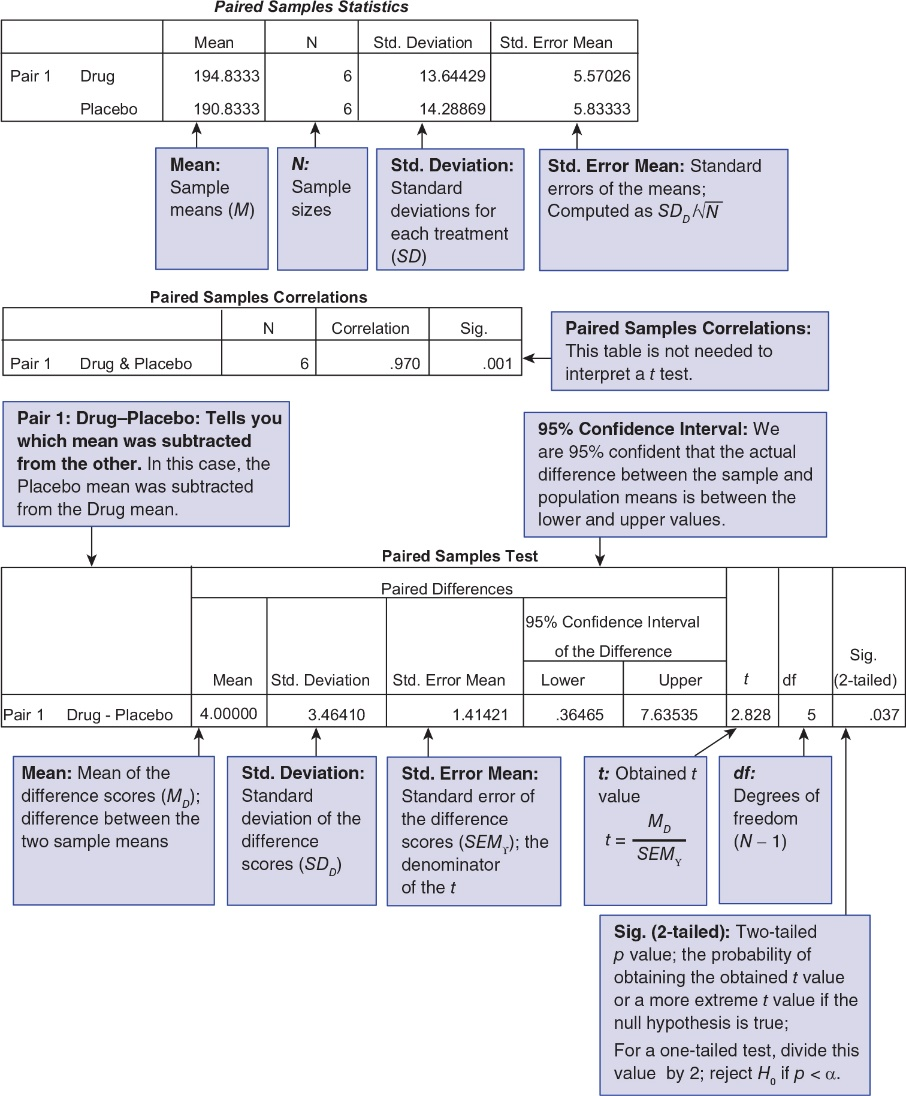 Paired Samples Statistics
Mean N Std. Deviation Std. Error Mean
Pair 1 Drug 194.8333 6 13.64429 5.57026
Placebo 190.8333 6 14.28869 5.83333
Mean:
Sample
means (M)
N:
Sample
sizes
Std. Deviation:
Standard
deviations for
each treatment
(SD)
Std. Error Mean: Standard
errors of the means;
Computed as SD_D/√N
Paired Samples Correlations
N Correlation Sig.
Pair 1 Drug & Placebo 6 .970 .001
Paired Samples Correlations:
This table is not needed to
interpret a t test.
Pair 1: Drug–Placebo: Tells you
which mean was subtracted
from the other. In this case, the
Placebo mean was subtracted
from the Drug mean.
95% Confidence Interval: We
are 95% confident that the actual
difference between the sample and
population means is between the
lower and upper values.
Paired Samples Test
Paired Differences
95% Confidence Interval
of the Difference
Sig.
Mean Std. Deviation Std. Error Mean Lower Upper t df (2-tailed)
Pair 1 Drug - Placebo 4.00000 3.46410 1.41421 .36465 7.63535 2.828 5 .037
Mean: Mean of the
difference scores (M_D);
difference between the
two sample means
Std. Deviation:
Standard
deviation of the
difference
scores (SD_D)
Std. Error Mean:
Standard error of
the difference
scores (SEM_ϒ); the
denominator
of the t
t: Obtained t
value
t = M_D / SEM_ϒ
df:
Degrees of
freedom
(N – 1)
Sig. (2-tailed): Two-tailed
p value; the probability of
obtaining the obtained t value
or a more extreme t value if the
null hypothesis is true;
For a one-tailed test, divide this
value by 2; reject H_0 if p < α.